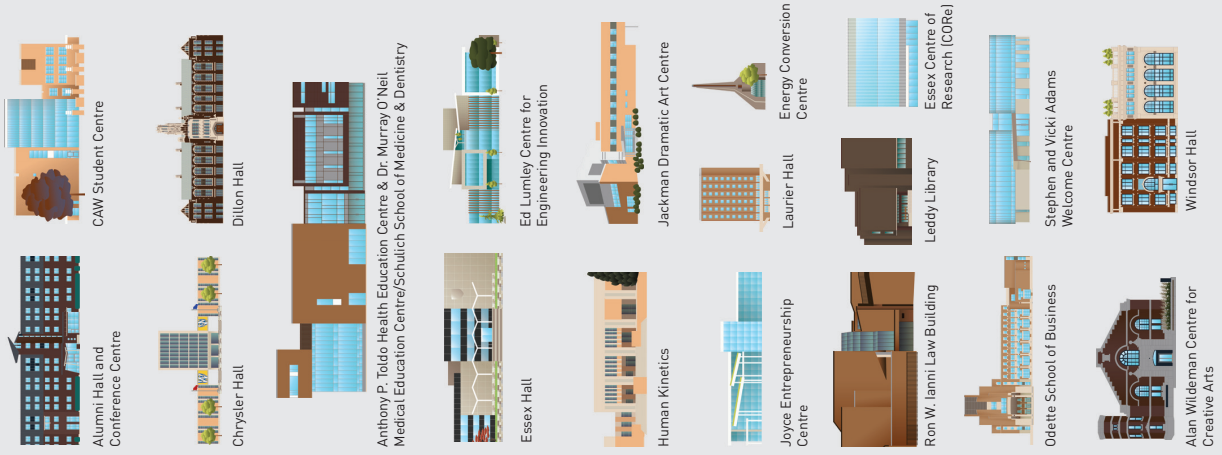 Alumni Hall and
Conference Centre
CAW Student Centre
Chrysler Hall
Dillon Hall
Anthony P. Toldo Health Education Centre & Dr. Murray O'Neil
Medical Education Centre/Schulich School of Medicine & Dentistry
Essex Hall
Ed Lumley Centre for
Engineering Innovation
Human Kinetics
Jackman Dramatic Art Centre
Joyce Entrepreneurship
Centre
Laurier Hall
Energy Conversion
Centre
Ron W. Ianni Law Building
Leddy Library
Essex Centre of
Research (CORe)
Odette School of Business
Stephen and Vicki Adams
Welcome Centre
Alan Wildeman Centre for
Creative Arts
Windsor Hall